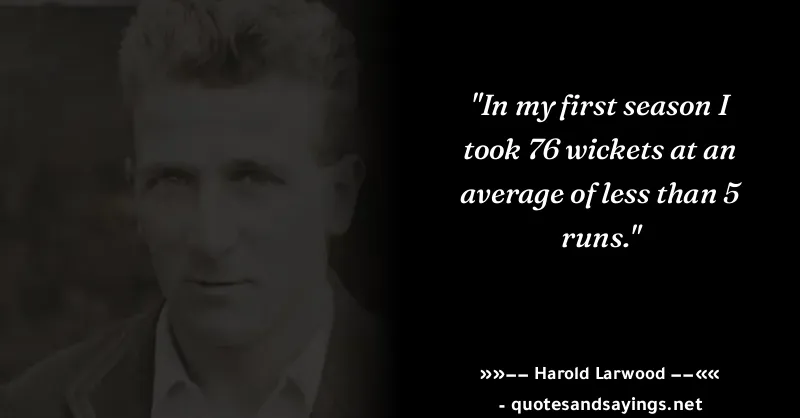 "In my first season I
took 76 wickets at an
average of less than 5
runs."
»»–– Harold Larwood ––««
- quotesandsayings.net